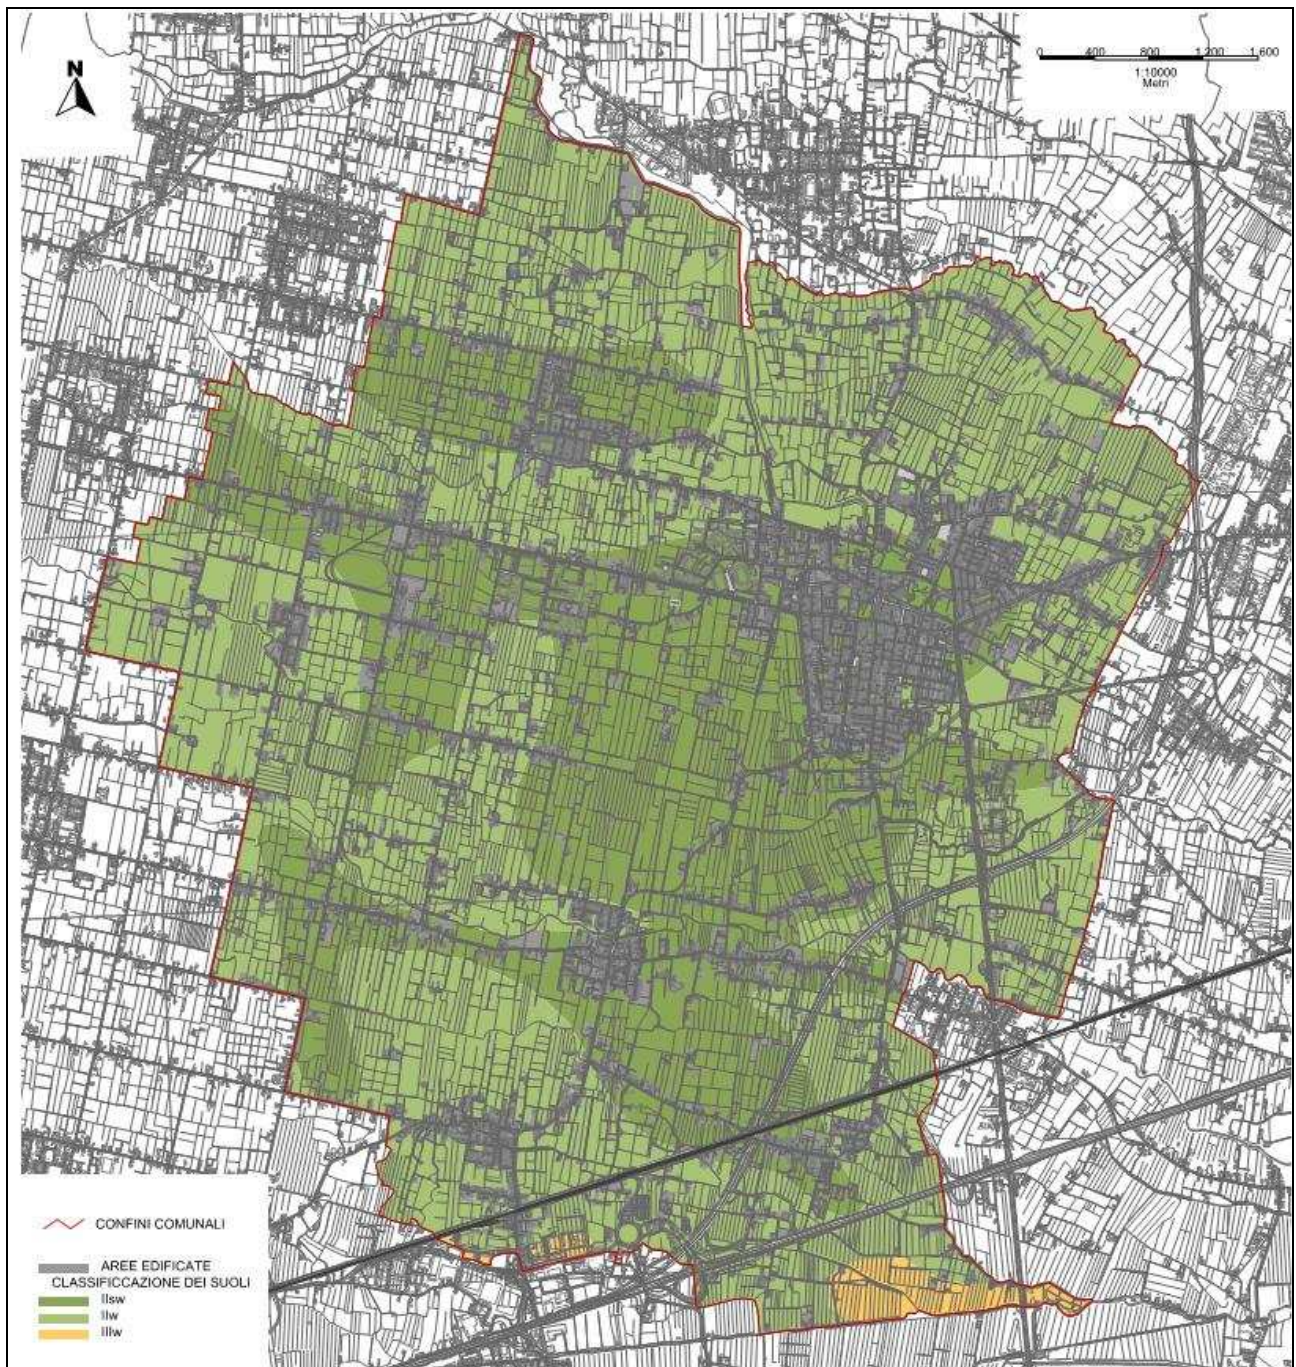 N
0 400 800 1.200 1.600
1:10000
Metri
CONFINI COMUNALI
AREE EDIFICATE
CLASSIFICCAZIONE DEI SUOLI
IIsw
IIw
IIIw